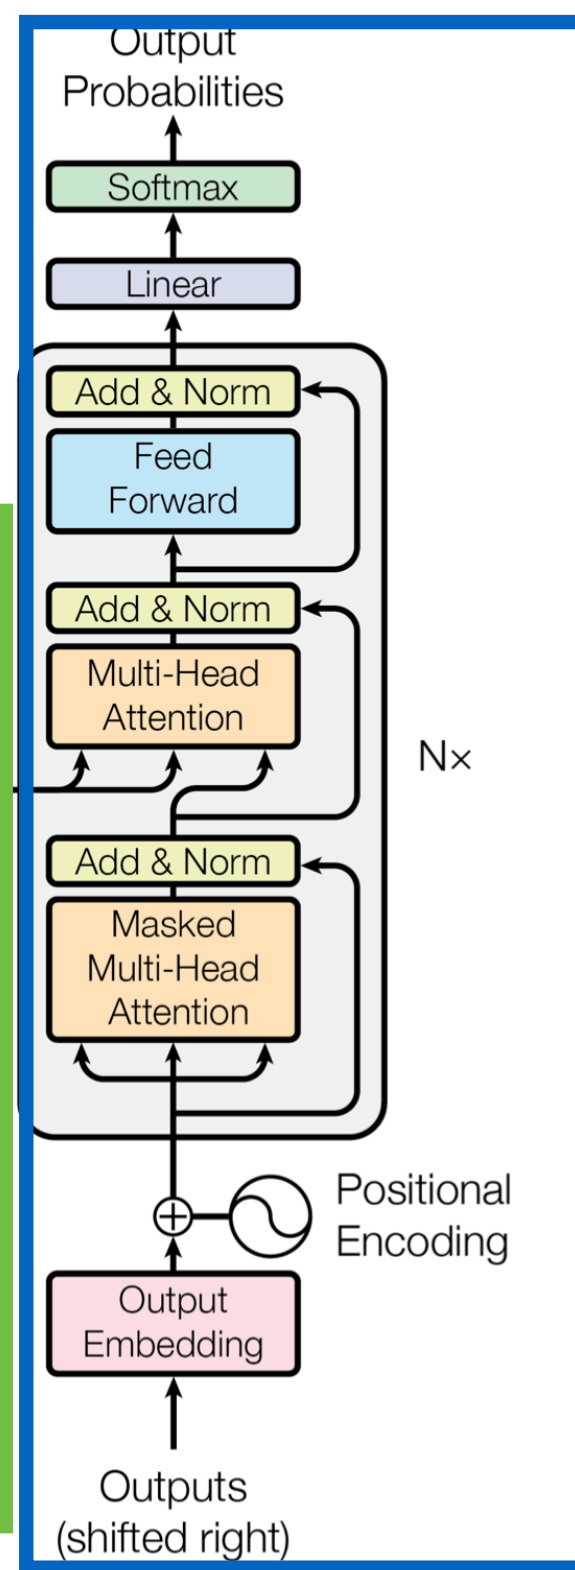 Output
Probabilities
Softmax
Linear
Add & Norm
Feed
Forward
Add & Norm
Multi-Head
Attention
N×
Add & Norm
Masked
Multi-Head
Attention
Positional
Encoding
Output
Embedding
Outputs
(shifted right)